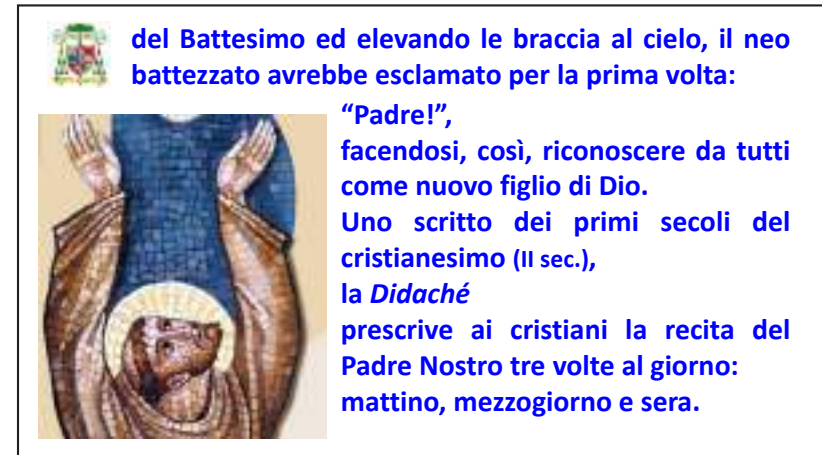 del Battesimo ed elevando le braccia al cielo, il neo
battezzato avrebbe esclamato per la prima volta:
“Padre!”,
facendosi, così, riconoscere da tutti
come nuovo figlio di Dio.
Uno scritto dei primi secoli del
cristianesimo (II sec.),
la Didaché
prescrive ai cristiani la recita del
Padre Nostro tre volte al giorno:
mattino, mezzogiorno e sera.